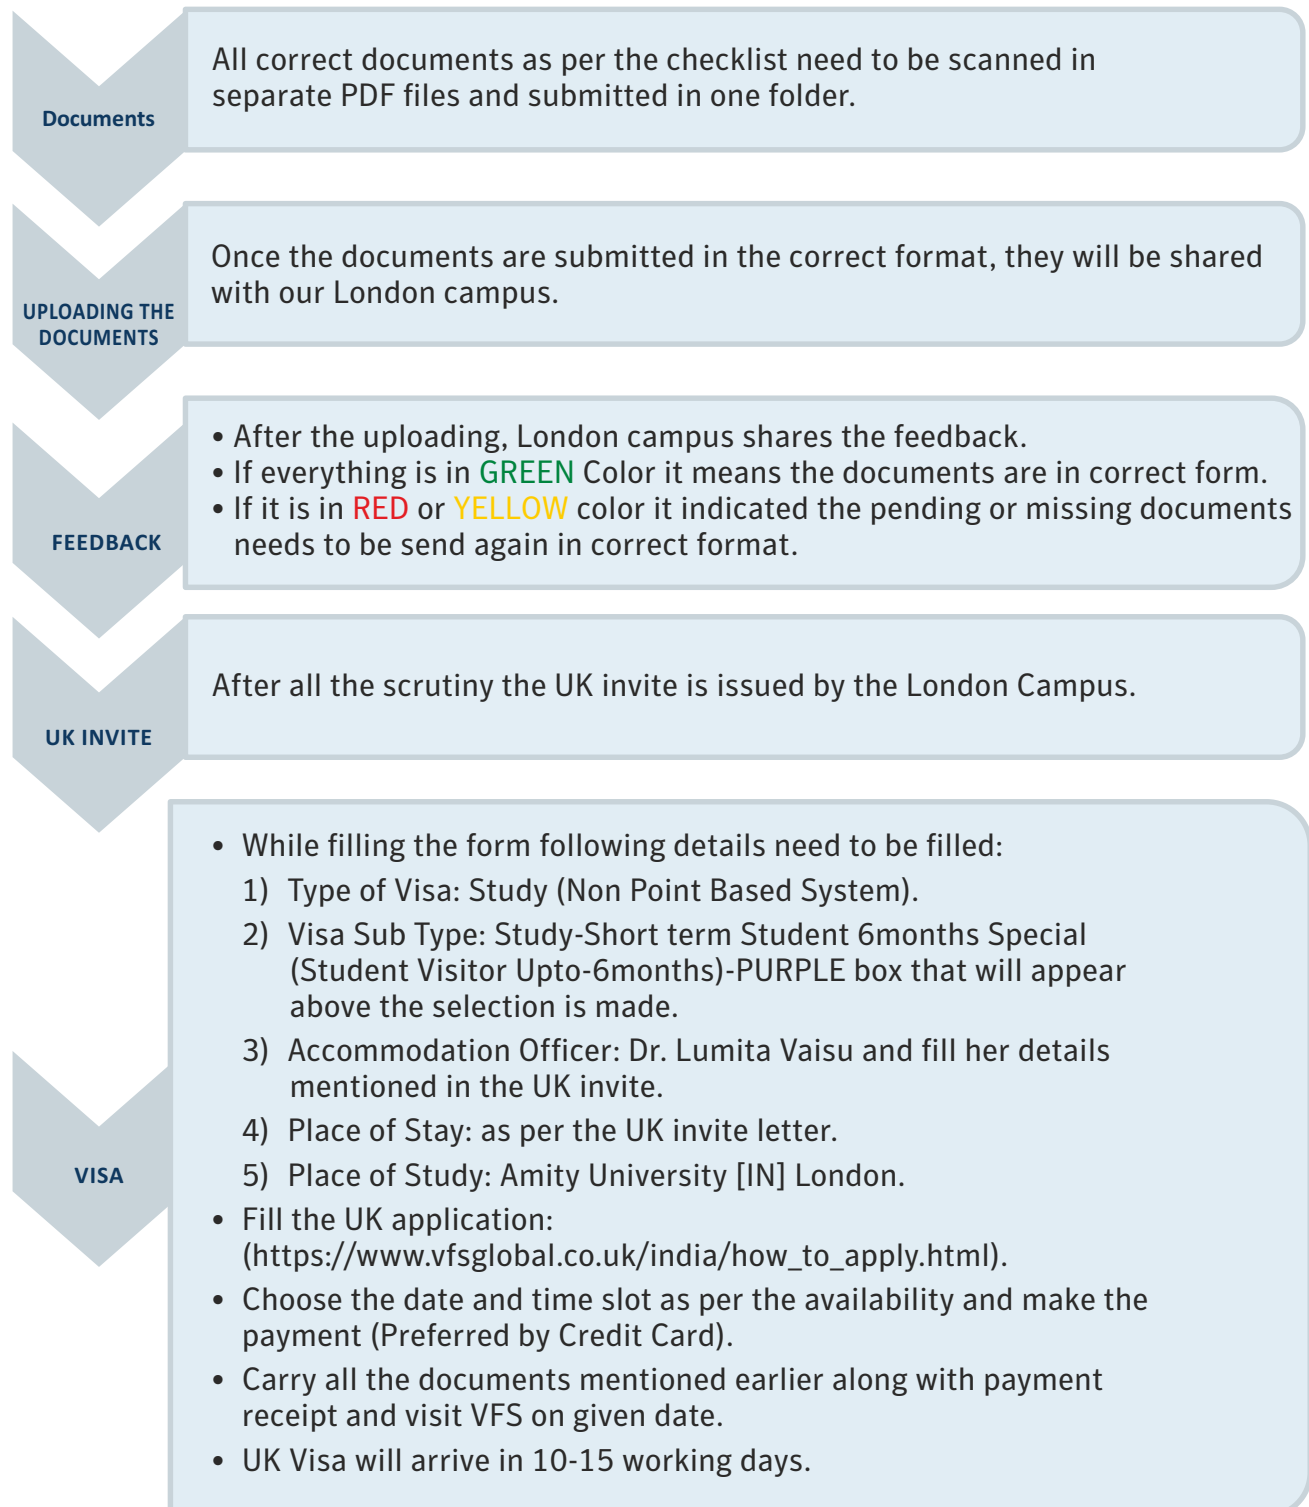 All correct documents as per the checklist need to be scanned in
separate PDF files and submitted in one folder.
Documents
Once the documents are submitted in the correct format, they will be shared
with our London campus.
UPLOADING THE
DOCUMENTS
• After the uploading, London campus shares the feedback.
• If everything is in GREEN Color it means the documents are in correct form.
• If it is in RED or YELLOW color it indicated the pending or missing documents
needs to be send again in correct format.
FEEDBACK
After all the scrutiny the UK invite is issued by the London Campus.
UK INVITE
• While filling the form following details need to be filled:
1) Type of Visa: Study (Non Point Based System).
2) Visa Sub Type: Study-Short term Student 6months Special
(Student Visitor Upto-6months)-PURPLE box that will appear
above the selection is made.
3) Accommodation Officer: Dr. Lumita Vaisu and fill her details
mentioned in the UK invite.
4) Place of Stay: as per the UK invite letter.
5) Place of Study: Amity University [IN] London.
VISA
• Fill the UK application:
(https://www.vfsglobal.co.uk/india/how_to_apply.html).
• Choose the date and time slot as per the availability and make the
payment (Preferred by Credit Card).
• Carry all the documents mentioned earlier along with payment
receipt and visit VFS on given date.
• UK Visa will arrive in 10-15 working days.